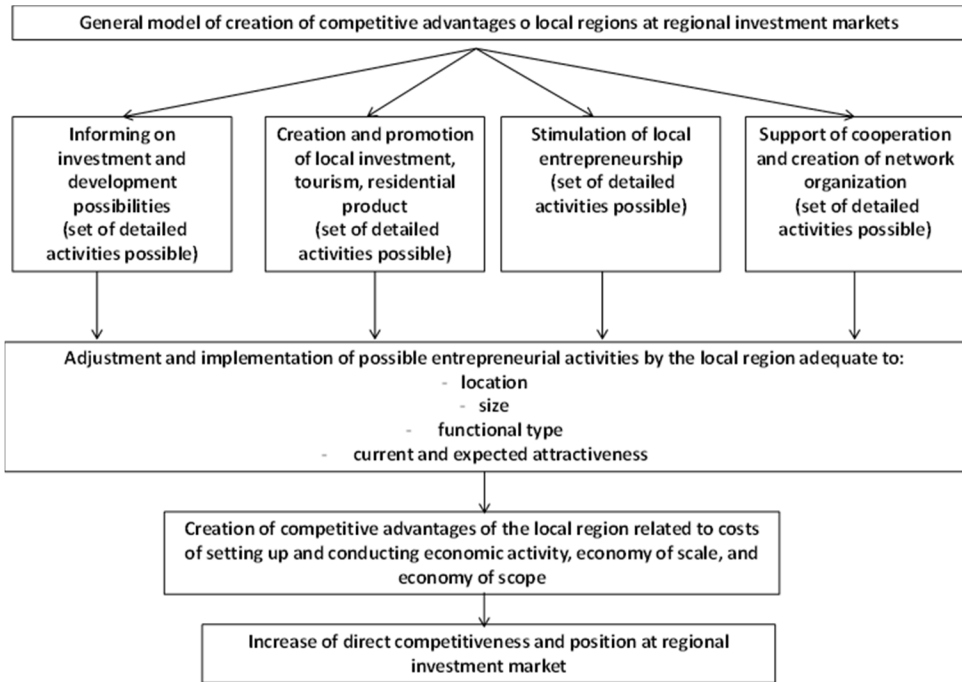 General model of creation of competitive advantages o local regions at regional investment markets
Informing on
investment and
development
possibilities
(set of detailed
activities possible)
Creation and promotion
of local investment,
tourism, residential
product
(set of detailed
activities possible)
Stimulation of local
entrepreneurship
(set of detailed
activities possible)
Support of cooperation
and creation of network
organization
(set of detailed
activities possible)
Adjustment and implementation of possible entrepreneurial activities by the local region adequate to:
- location
- size
- functional type
- current and expected attractiveness
Creation of competitive advantages of the local region related to costs
of setting up and conducting economic activity, economy of scale, and
economy of scope
Increase of direct competitiveness and position at regional
investment market